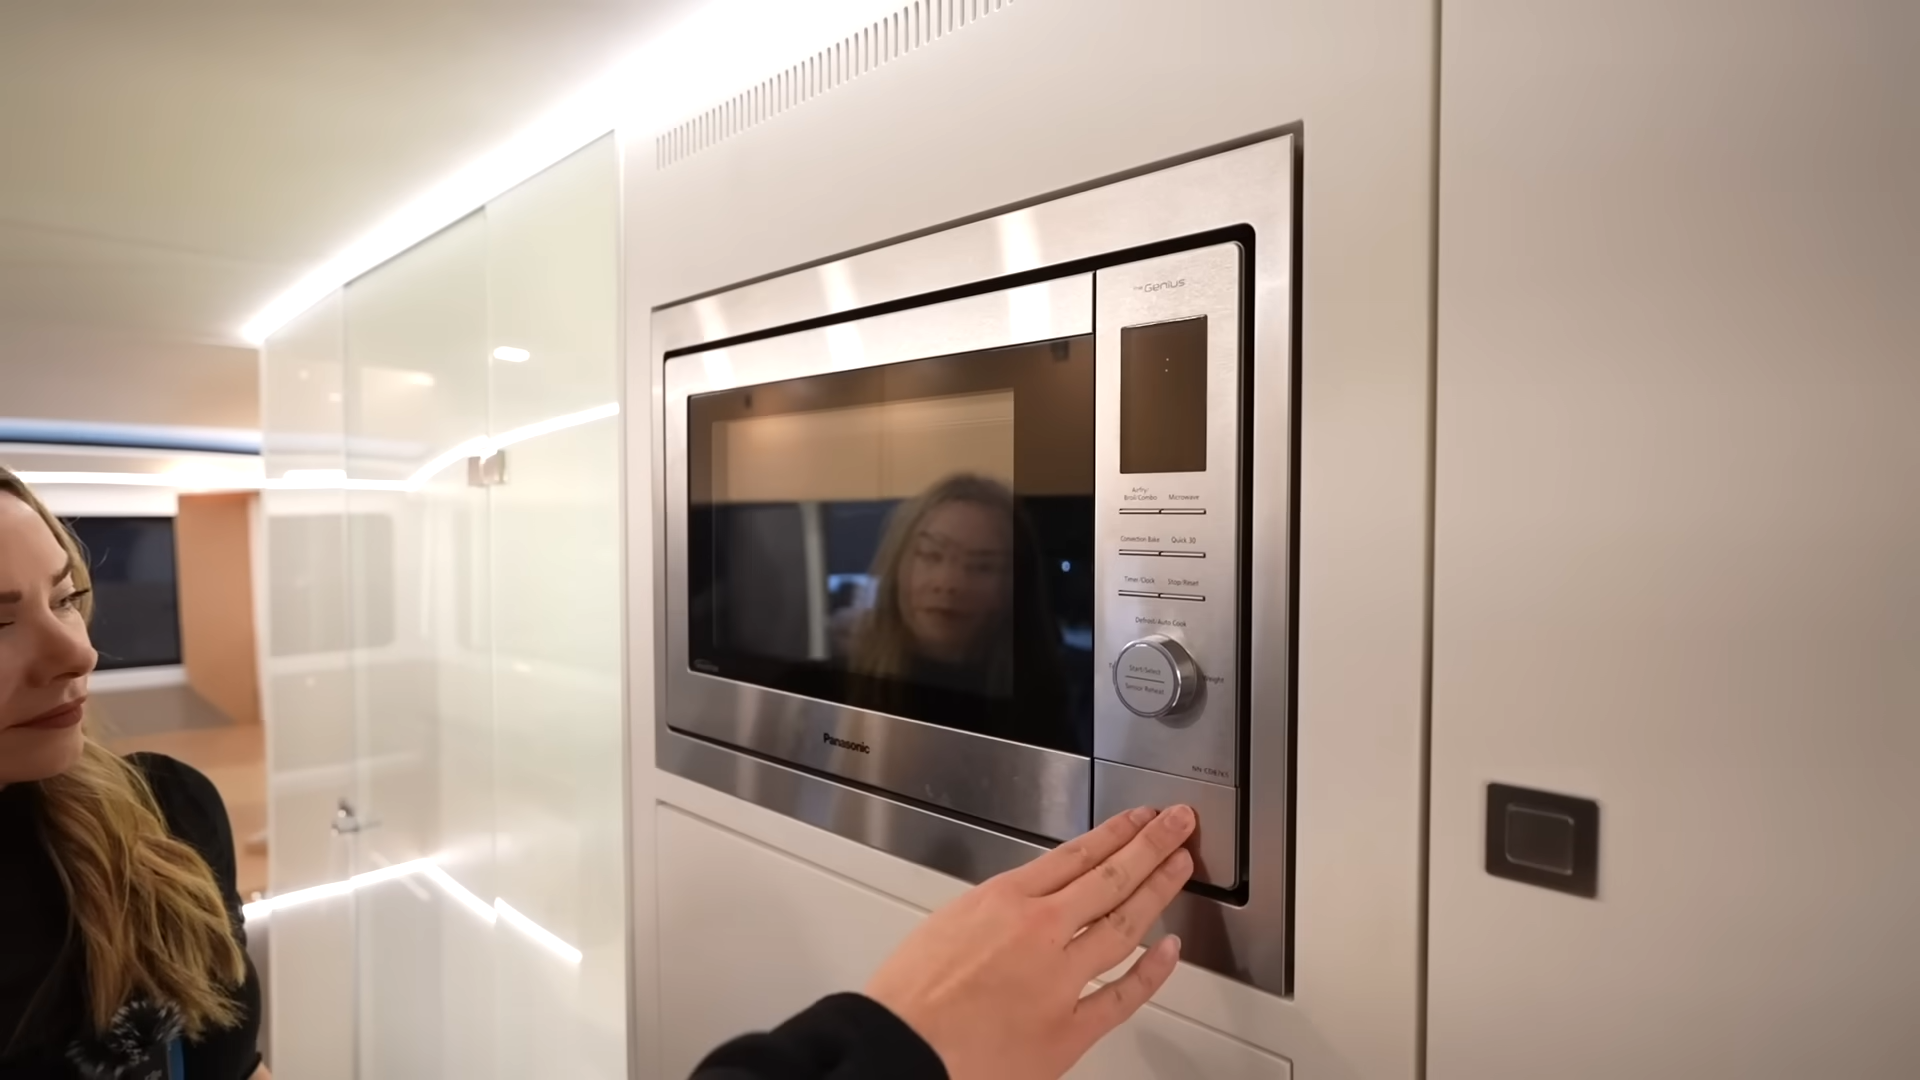 the Genius
Airfry/
Broil/Combo
Microwave
Convection Bake
Quick 30
Timer/Clock
Stop/Reset
Defrost/Auto Cook
Start/Select
Sensor Reheat
Weight
Panasonic